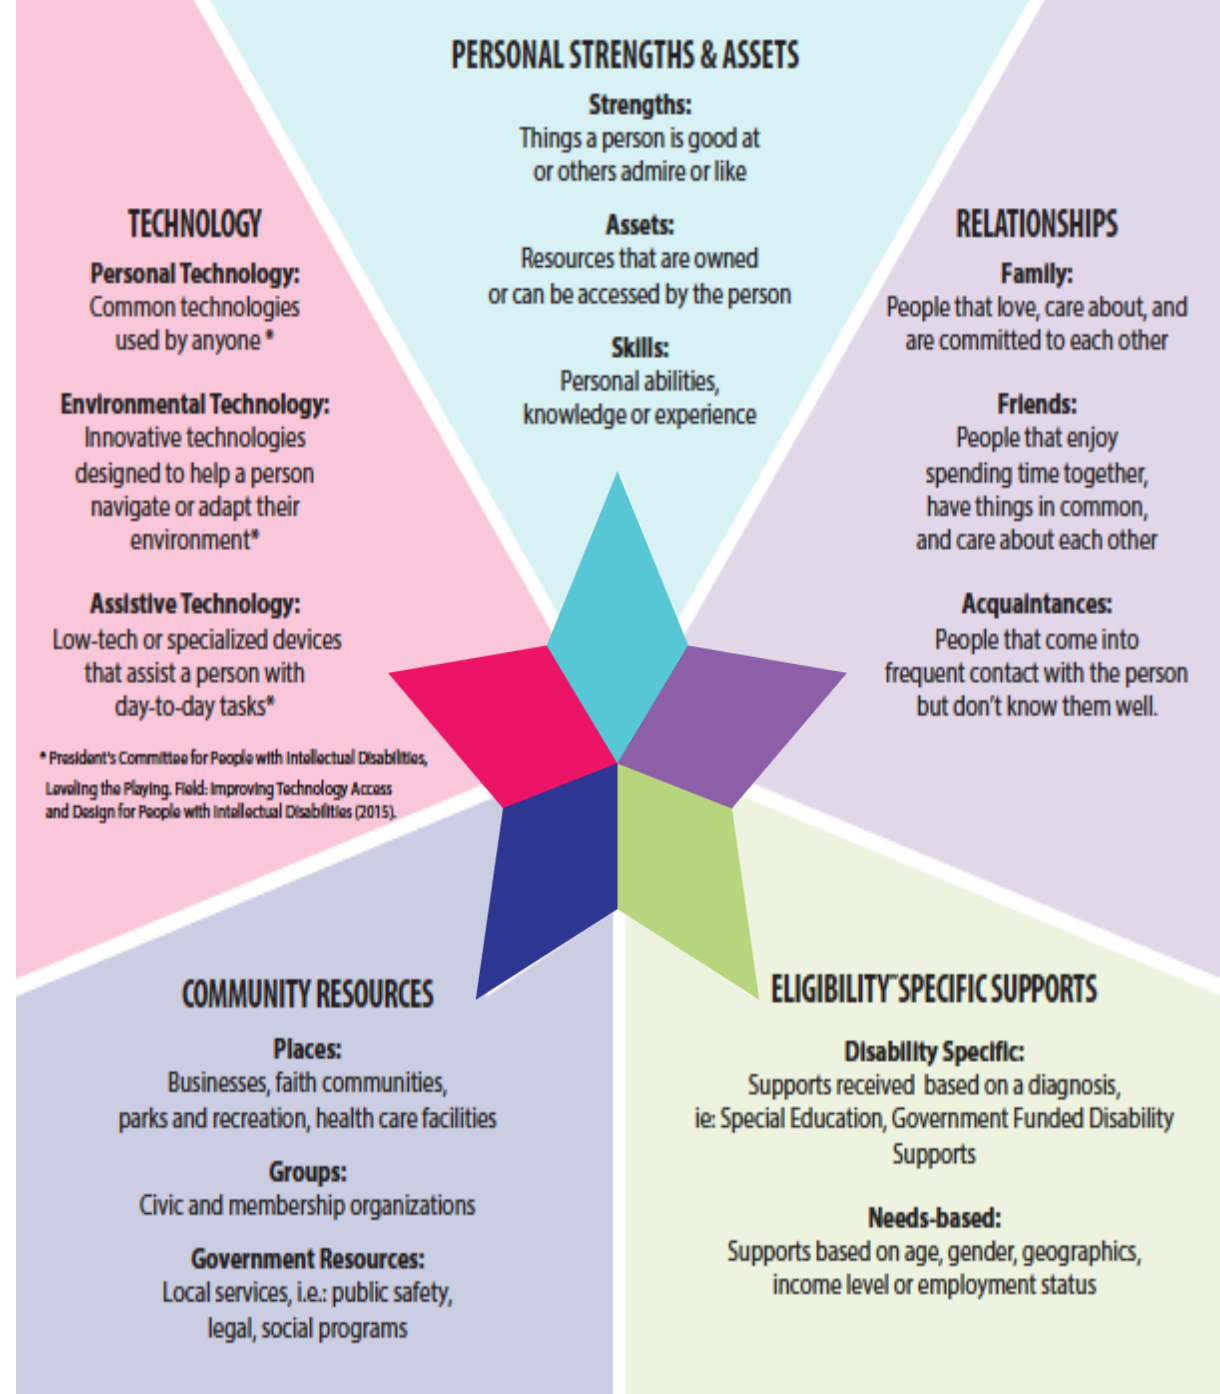 PERSONAL STRENGTHS & ASSETS
Strengths:
Things a person is good at
or others admire or like
Assets:
Resources that are owned
or can be accessed by the person
Skills:
Personal abilities,
knowledge or experience
TECHNOLOGY
Personal Technology:
Common technologies
used by anyone *
Environmental Technology:
Innovative technologies
designed to help a person
navigate or adapt their
environment*
Assistive Technology:
Low-tech or specialized devices
that assist a person with
day-to-day tasks*
* President's Committee for People with Intellectual Disabilities,
Leveling the Playing. Field: Improving Technology Access
and Design for People with Intellectual Disabilities (2015).
RELATIONSHIPS
Family:
People that love, care about, and
are committed to each other
Friends:
People that enjoy
spending time together,
have things in common,
and care about each other
Acquaintances:
People that come into
frequent contact with the person
but don't know them well.
COMMUNITY RESOURCES
Places:
Businesses, faith communities,
parks and recreation, health care facilities
Groups:
Civic and membership organizations
Government Resources:
Local services, i.e.: public safety,
legal, social programs
ELIGIBILITY~SPECIFIC SUPPORTS
Disability Specific:
Supports received based on a diagnosis,
ie: Special Education, Government Funded Disability
Supports
Needs-based:
Supports based on age, gender, geographics,
income level or employment status